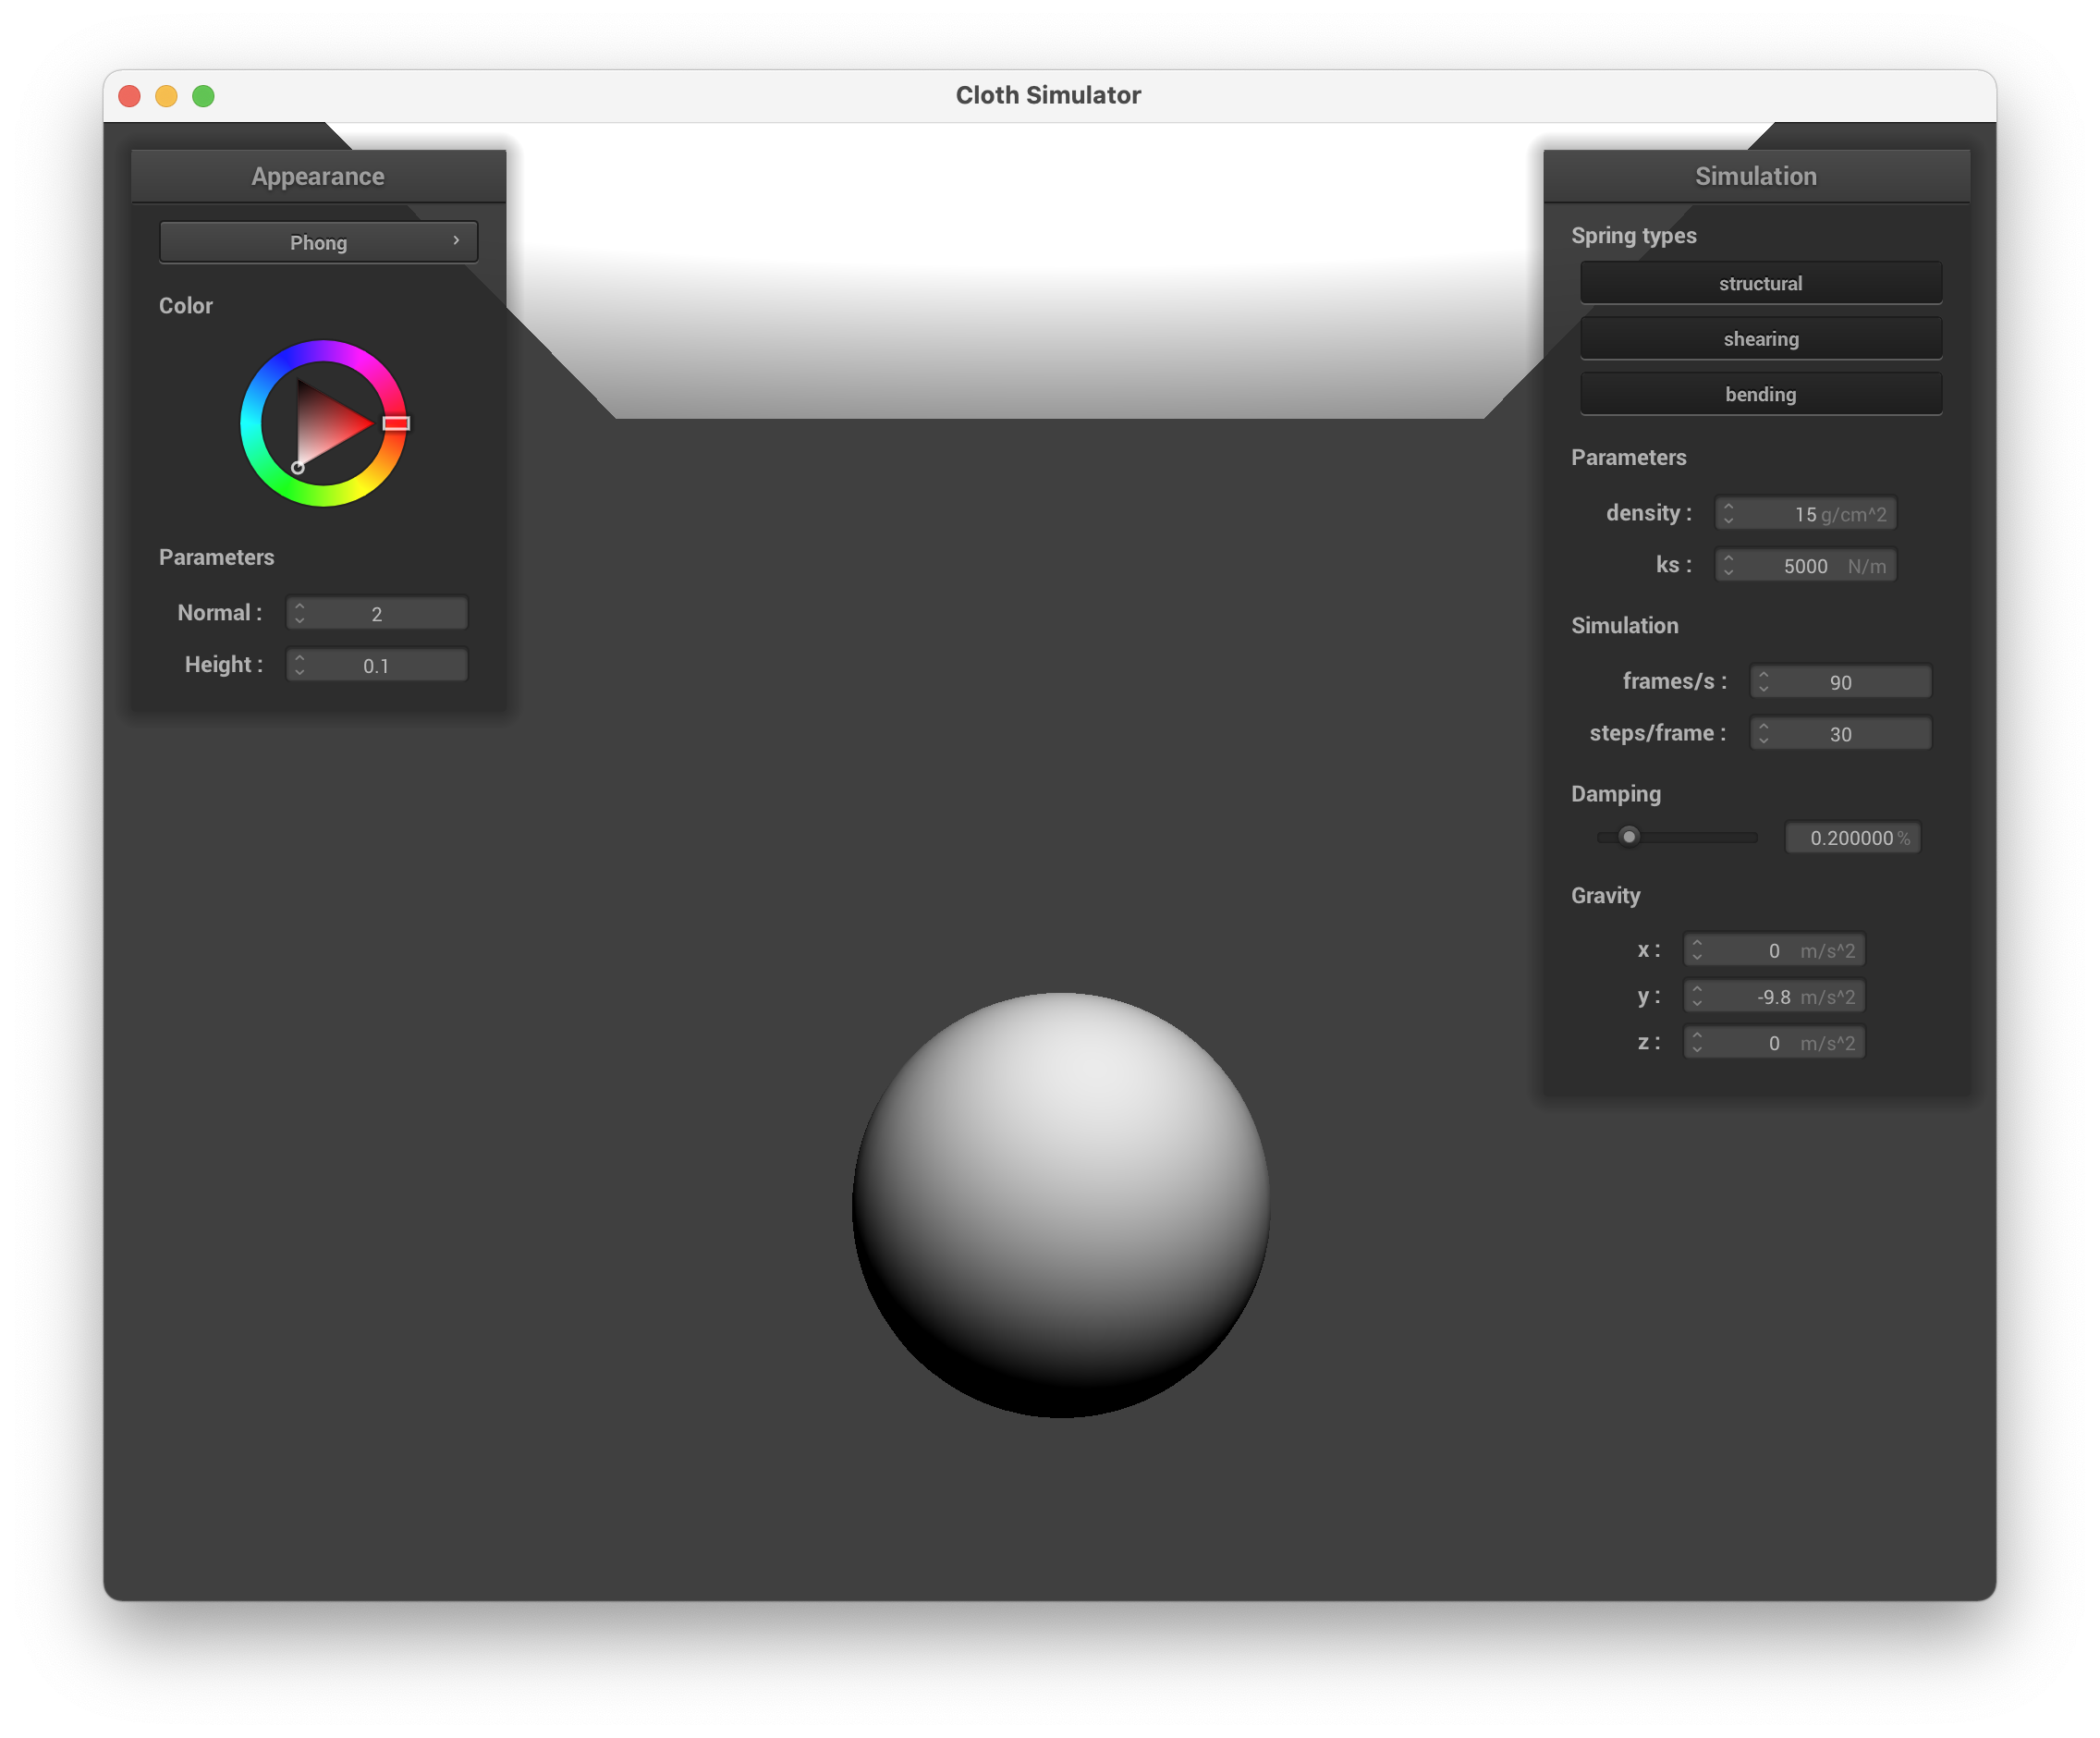 Cloth Simulator
Appearance
Phong
Color
Parameters
Normal : 2
Height : 0.1
Simulation
Spring types
structural
shearing
bending
Parameters
density : 15 g/cm^2
ks : 5000 N/m
Simulation
frames/s : 90
steps/frame : 30
Damping
0.200000 %
Gravity
x : 0 m/s^2
y : -9.8 m/s^2
z : 0 m/s^2